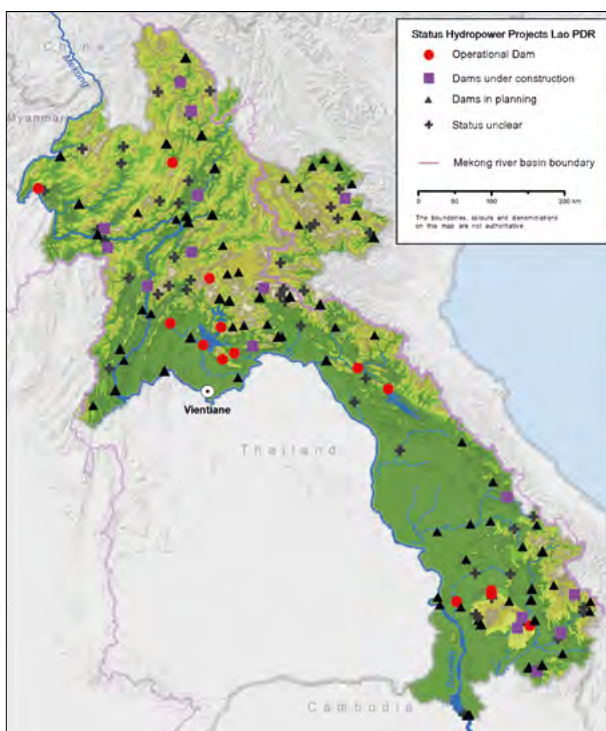 China
Mekong
Myanmar
Status Hydropower Projects Lao PDR
Operational Dam
Dams under construction
Dams in planning
Status unclear
Mekong river basin boundary
0 50 100 200 km
The boundaries, colours and denominations
on this map are not authoritative.
Vientiane
Thailand
Cambodia